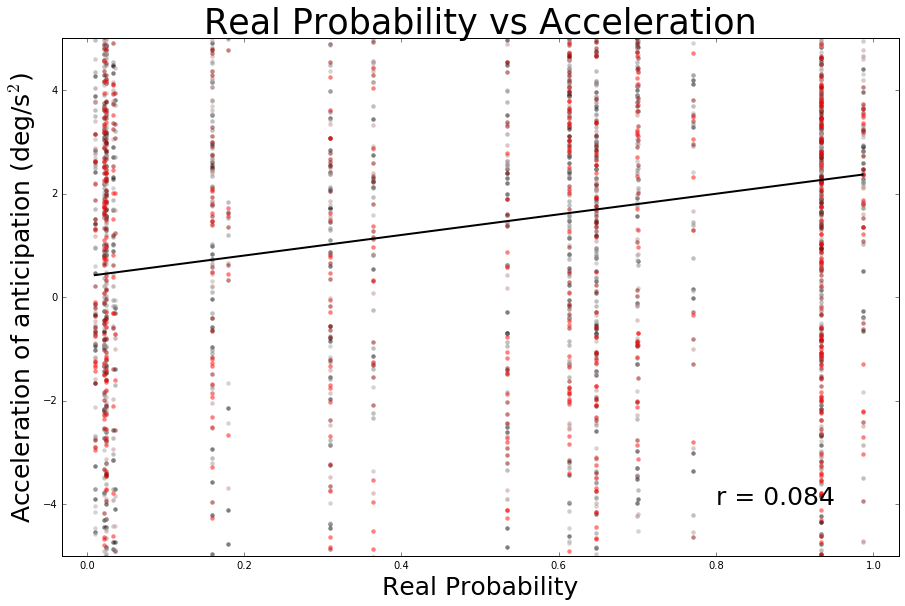 Real Probability vs Acceleration
Acceleration of anticipation (deg/s²)
4
2
0
−2
−4
r = 0.084
0.0 0.2 0.4 0.6 0.8 1.0
Real Probability